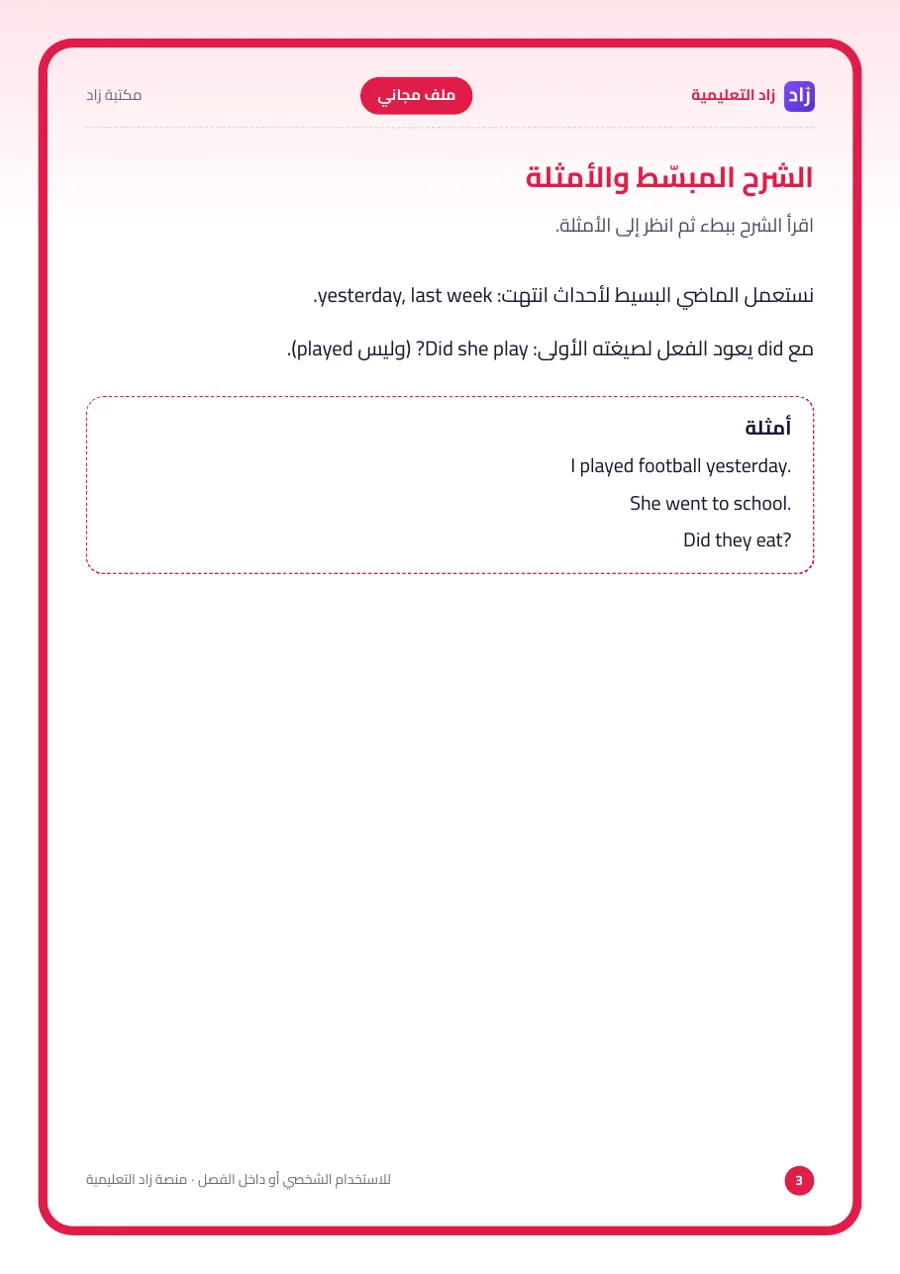 زاد زاد التعليمية
ملف مجاني
مكتبة زاد
الشرح المبسّط والأمثلة
اقرأ الشرح ببطء ثم انظر إلى الأمثلة.
نستعمل الماضي البسيط لأحداث انتهت: yesterday, last week.
مع did يعود الفعل لصيغته الأولى: Did she play? (وليس played).
أمثلة
I played football yesterday.
She went to school.
Did they eat?
3
للاستخدام الشخصي أو داخل الفصل · منصة زاد التعليمية